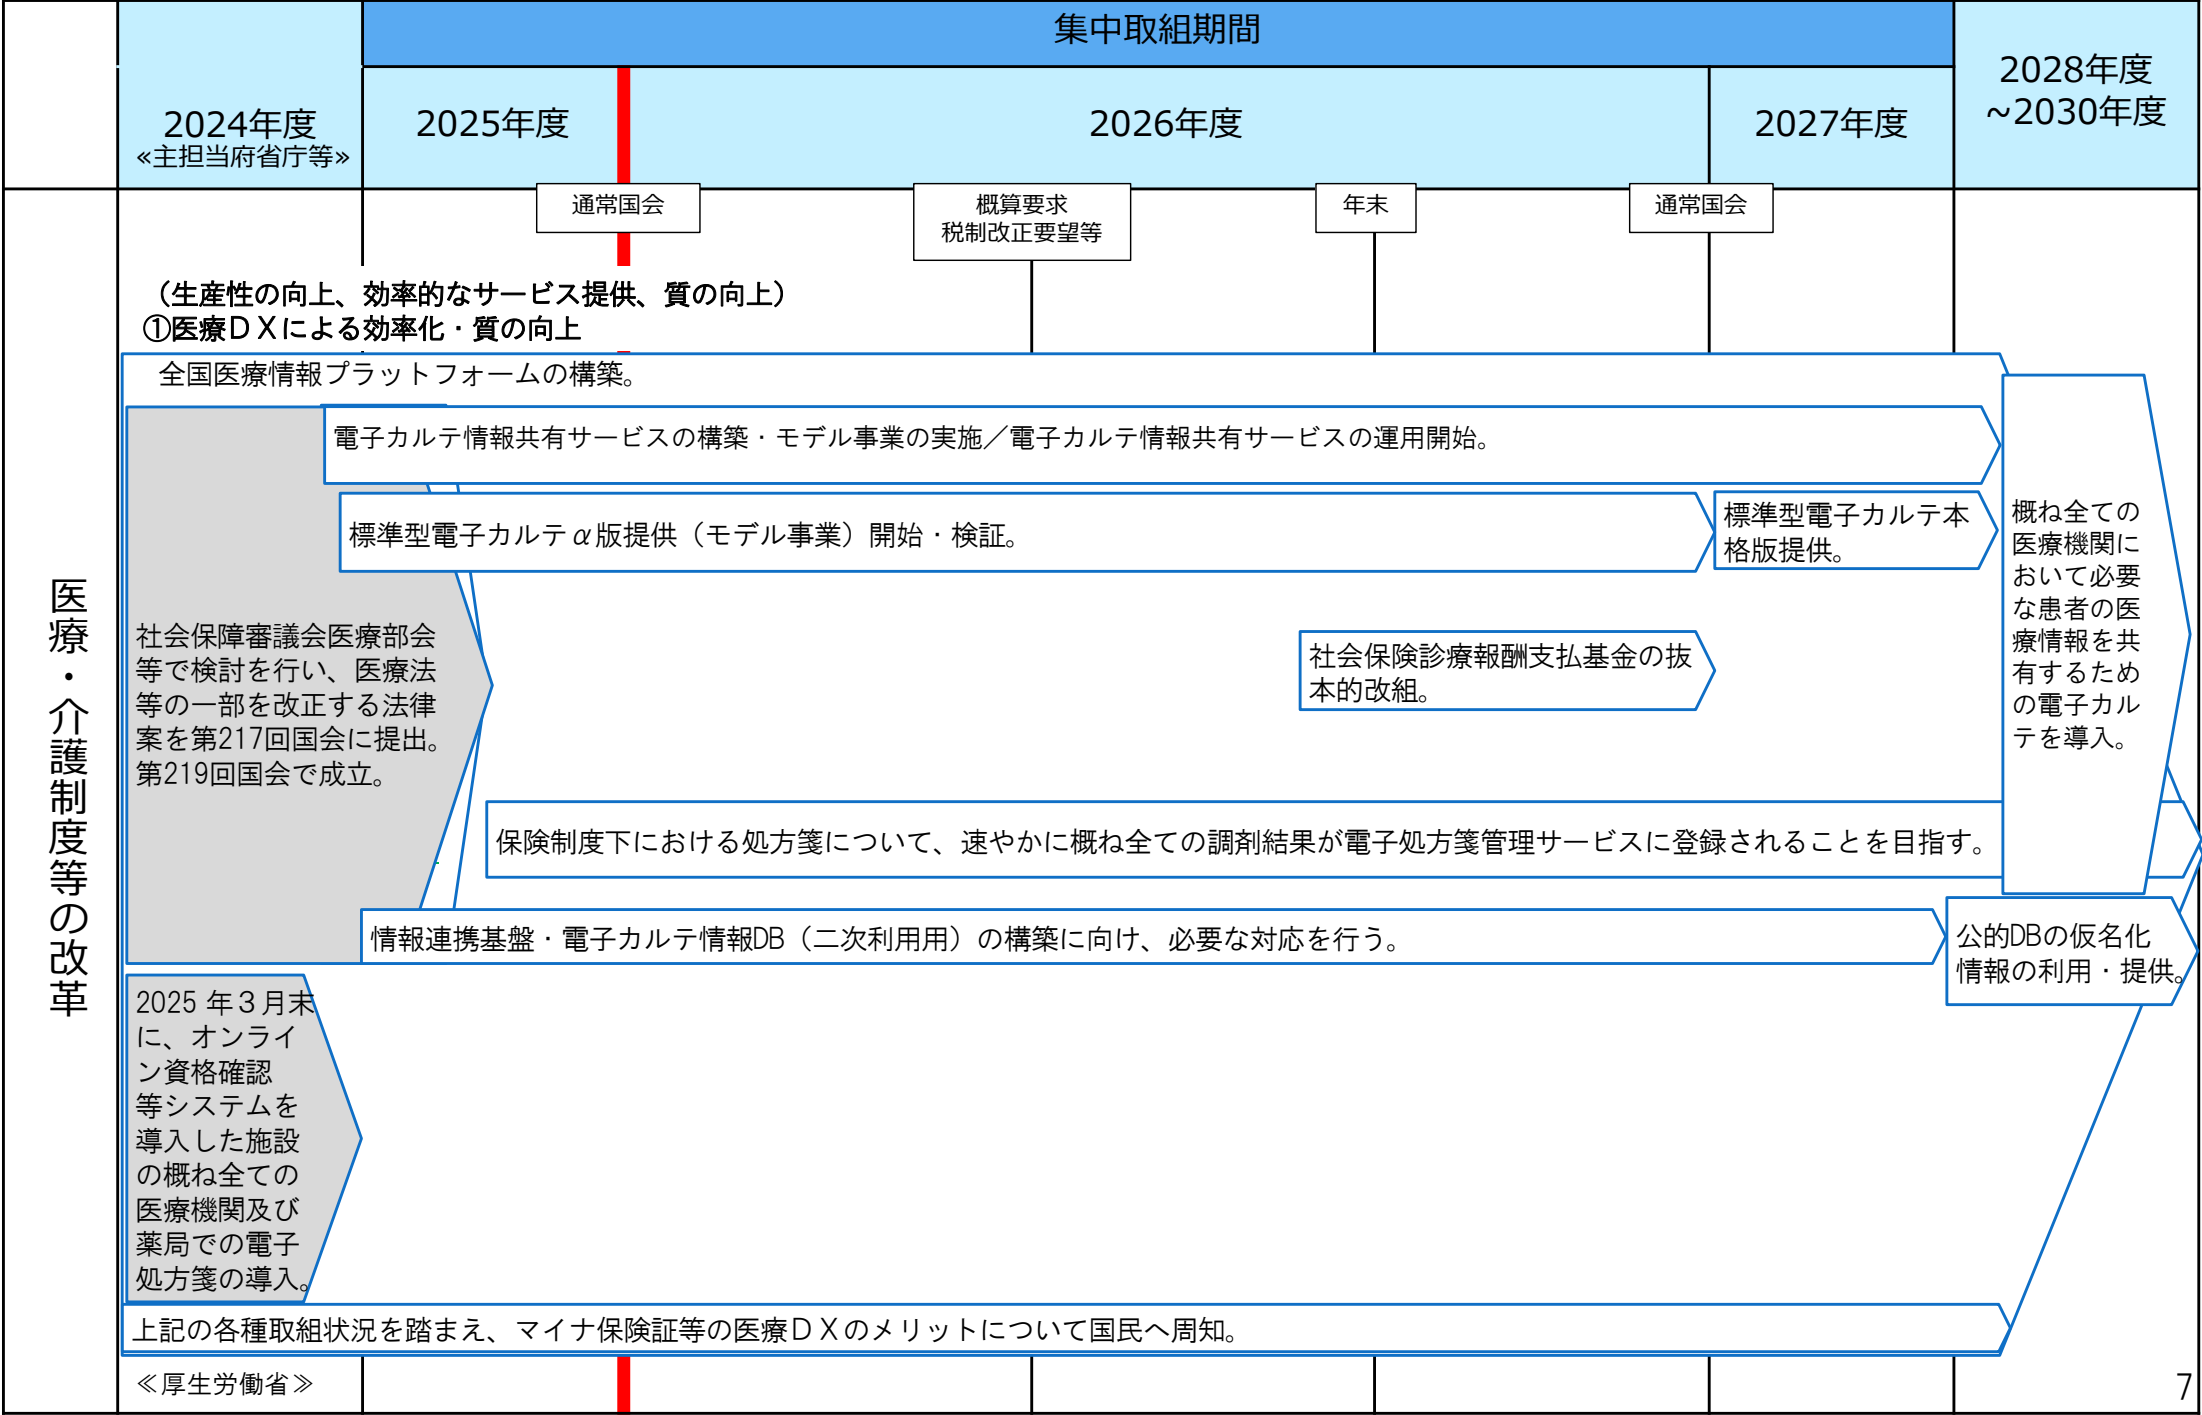 集中取組期間
2024年度
≪主担当府省庁等≫
2025年度
2026年度
2027年度
2028年度
~2030年度
通常国会
概算要求
税制改正要望等
年末
通常国会
医療・介護制度等の改革
（生産性の向上、効率的なサービス提供、質の向上）
①医療ＤＸによる効率化・質の向上
全国医療情報プラットフォームの構築。
電子カルテ情報共有サービスの構築・モデル事業の実施／電子カルテ情報共有サービスの運用開始。
標準型電子カルテα版提供（モデル事業）開始・検証。
標準型電子カルテ本
格版提供。
概ね全ての
医療機関に
おいて必要
な患者の医
療情報を共
有するため
の電子カル
テを導入。
社会保障審議会医療部会
等で検討を行い、医療法
等の一部を改正する法律
案を第217回国会に提出。
第219回国会で成立。
社会保険診療報酬支払基金の抜
本的改組。
保険制度下における処方箋について、速やかに概ね全ての調剤結果が電子処方箋管理サービスに登録されることを目指す。
情報連携基盤・電子カルテ情報DB（二次利用用）の構築に向け、必要な対応を行う。
公的DBの仮名化
情報の利用・提供。
2025 年３月末
に、オンライ
ン資格確認
等システムを
導入した施設
の概ね全ての
医療機関及び
薬局での電子
処方箋の導入。
上記の各種取組状況を踏まえ、マイナ保険証等の医療ＤＸのメリットについて国民へ周知。
≪厚生労働省≫
7